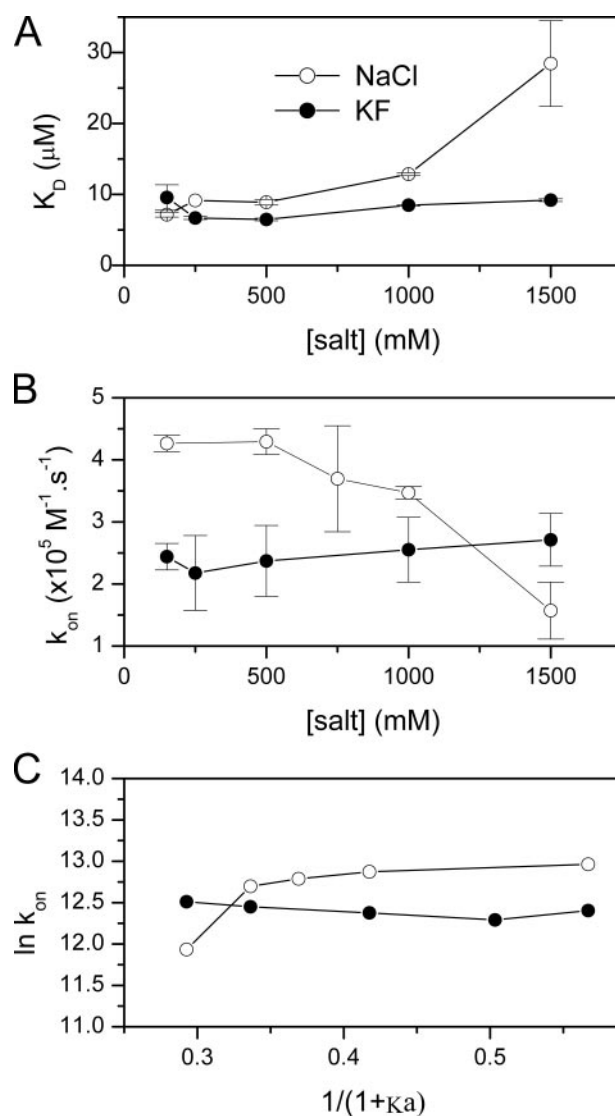 A
K_D (μM)
30
20
10
0
NaCl
KF
0 500 1000 1500
[salt] (mM)
B
k_on (x10^5 M^-1.s^-1)
5
4
3
2
1
0 500 1000 1500
[salt] (mM)
C
ln k_on
14.0
13.5
13.0
12.5
12.0
11.5
11.0
0.3 0.4 0.5
1/(1+κa)